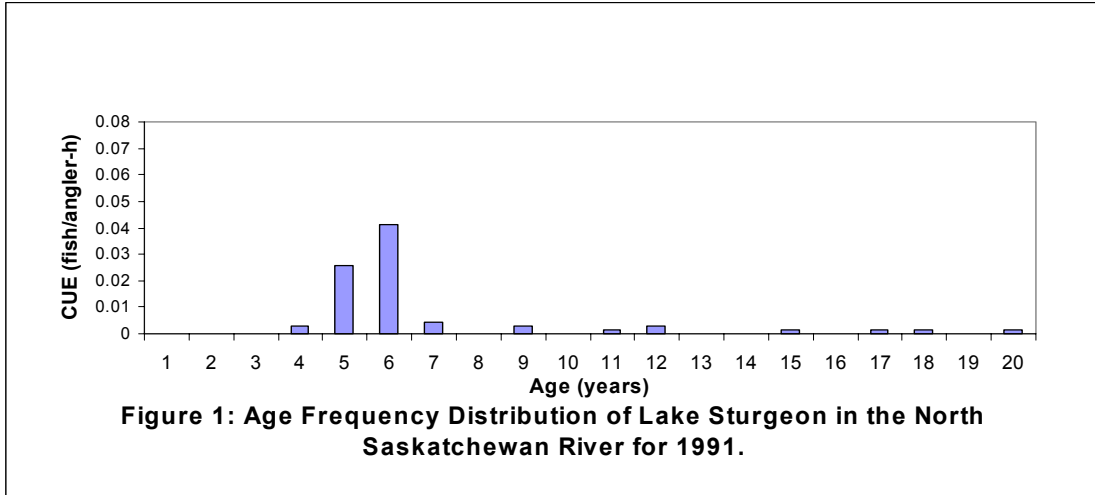 0.08
0.07
0.06
0.05
0.04
0.03
0.02
0.01
0
CUE (fish/angler-h)
1 2 3 4 5 6 7 8 9 10 11 12 13 14 15 16 17 18 19 20
Age (years)
Figure 1: Age Frequency Distribution of Lake Sturgeon in the North
Saskatchewan River for 1991.